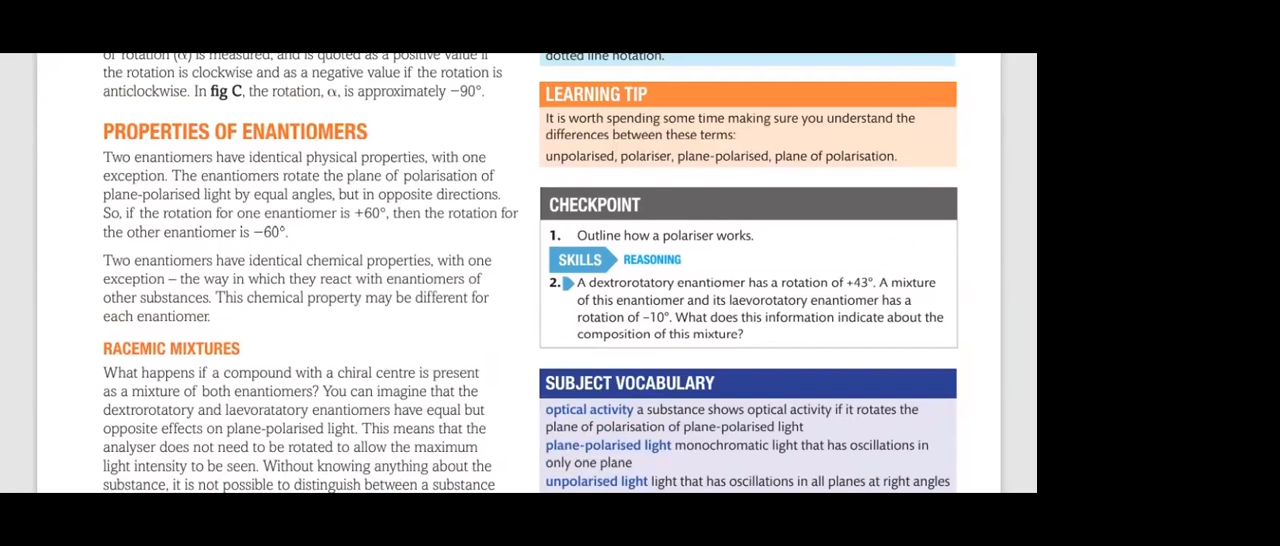 of rotation (α) is measured, and is quoted as a positive value if
the rotation is clockwise and as a negative value if the rotation is
anticlockwise. In fig C, the rotation, α, is approximately −90°.
PROPERTIES OF ENANTIOMERS
Two enantiomers have identical physical properties, with one
exception. The enantiomers rotate the plane of polarisation of
plane-polarised light by equal angles, but in opposite directions.
So, if the rotation for one enantiomer is +60°, then the rotation for
the other enantiomer is −60°.
Two enantiomers have identical chemical properties, with one
exception – the way in which they react with enantiomers of
other substances. This chemical property may be different for
each enantiomer.
RACEMIC MIXTURES
What happens if a compound with a chiral centre is present
as a mixture of both enantiomers? You can imagine that the
dextrorotatory and laevoratatory enantiomers have equal but
opposite effects on plane-polarised light. This means that the
analyser does not need to be rotated to allow the maximum
light intensity to be seen. Without knowing anything about the
substance, it is not possible to distinguish between a substance
dotted line notation.
LEARNING TIP
It is worth spending some time making sure you understand the
differences between these terms:
unpolarised, polariser, plane-polarised, plane of polarisation.
CHECKPOINT
1. Outline how a polariser works.
SKILLS REASONING
2. A dextrorotatory enantiomer has a rotation of +43°. A mixture
of this enantiomer and its laevorotatory enantiomer has a
rotation of −10°. What does this information indicate about the
composition of this mixture?
SUBJECT VOCABULARY
optical activity a substance shows optical activity if it rotates the
plane of polarisation of plane-polarised light
plane-polarised light monochromatic light that has oscillations in
only one plane
unpolarised light light that has oscillations in all planes at right angles